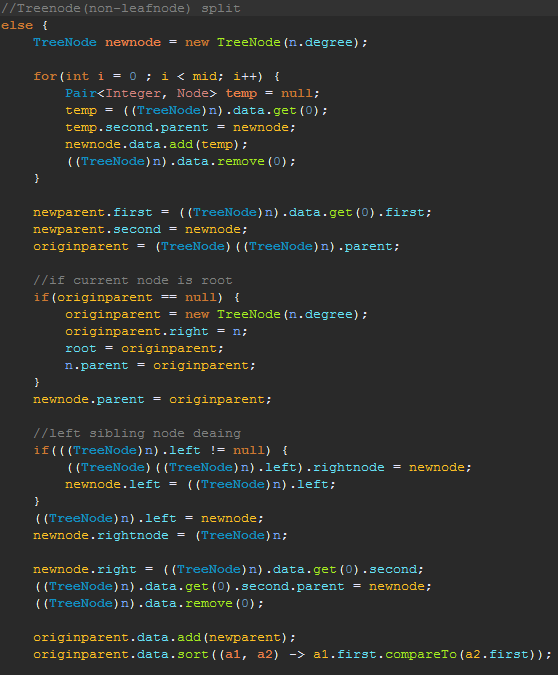 //Treenode(non-leafnode) split
else {
    TreeNode newnode = new TreeNode(n.degree);

    for(int i = 0 ; i < mid; i++) {
        Pair<Integer, Node> temp = null;
        temp = ((TreeNode)n).data.get(0);
        temp.second.parent = newnode;
        newnode.data.add(temp);
        ((TreeNode)n).data.remove(0);
    }

    newparent.first = ((TreeNode)n).data.get(0).first;
    newparent.second = newnode;
    originparent = (TreeNode)((TreeNode)n).parent;

    //if current node is root
    if(originparent == null) {
        originparent = new TreeNode(n.degree);
        originparent.right = n;
        root = originparent;
        n.parent = originparent;
    }
    newnode.parent = originparent;

    //left sibling node deaing
    if(((TreeNode)n).left != null) {
        ((TreeNode)((TreeNode)n).left).rightnode = newnode;
        newnode.left = ((TreeNode)n).left;
    }
    ((TreeNode)n).left = newnode;
    newnode.rightnode = (TreeNode)n;

    newnode.right = ((TreeNode)n).data.get(0).second;
    ((TreeNode)n).data.get(0).second.parent = newnode;
    ((TreeNode)n).data.remove(0);

    originparent.data.add(newparent);
    originparent.data.sort((a1, a2) -> a1.first.compareTo(a2.first));